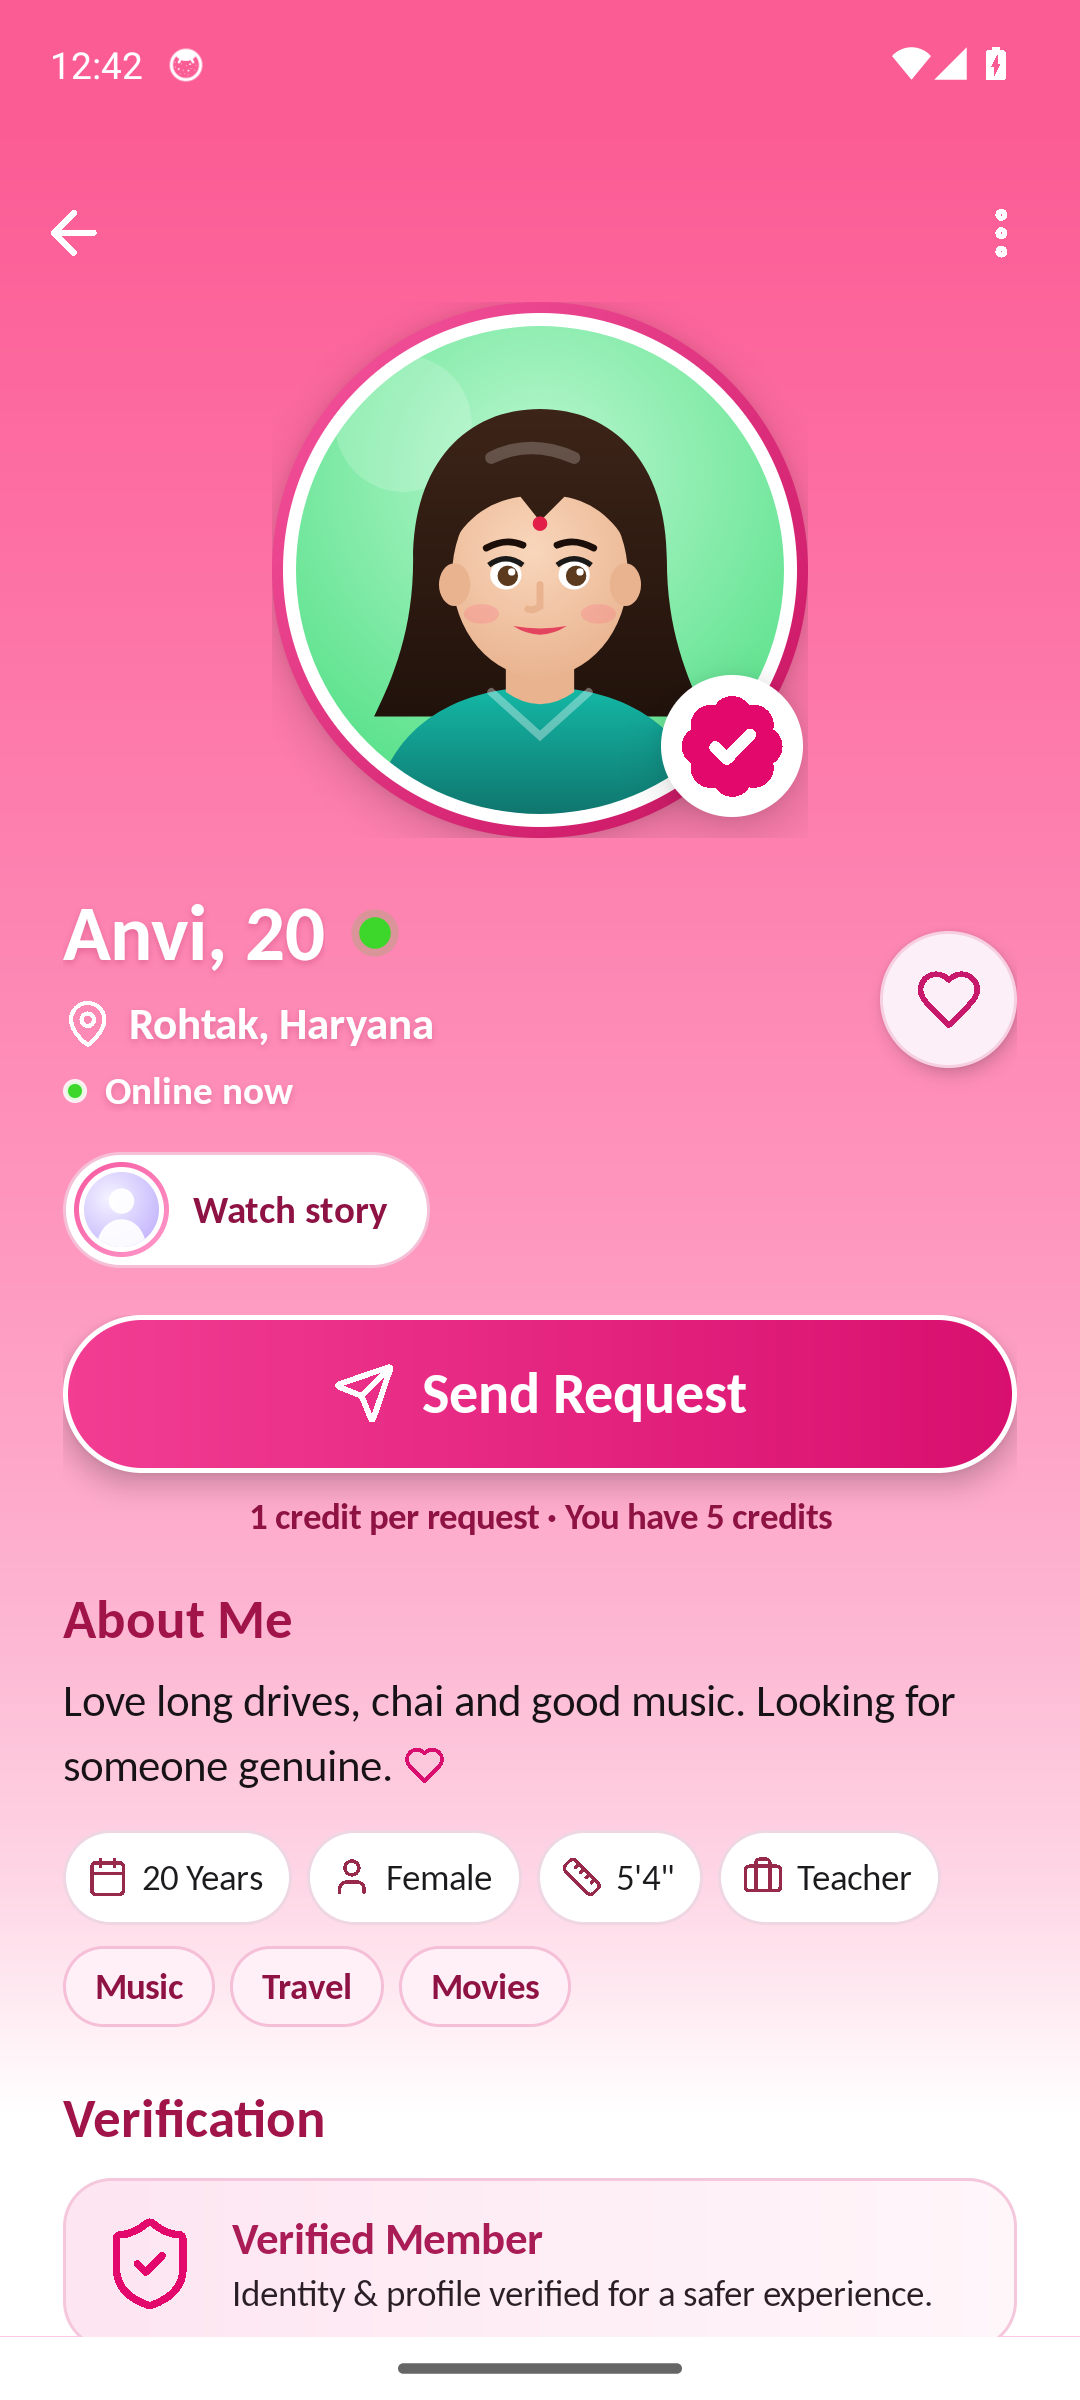 12:42
Anvi, 20
Rohtak, Haryana
Online now
Watch story
Send Request
1 credit per request · You have 5 credits
About Me
Love long drives, chai and good music. Looking for
someone genuine.
20 Years Female 5'4" Teacher
Music Travel Movies
Verification
Verified Member
Identity & profile verified for a safer experience.